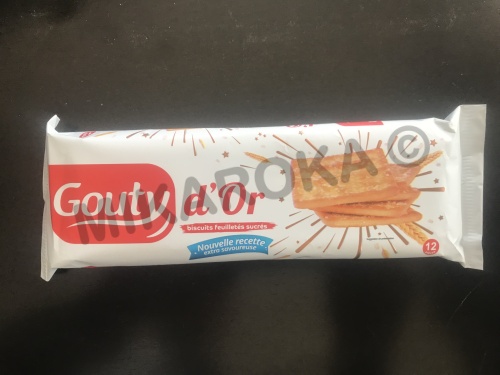 Gouty
d'Or
biscuits feuilletés sucrés
Nouvelle recette
extra savoureuse
12
MIKAROKA ©